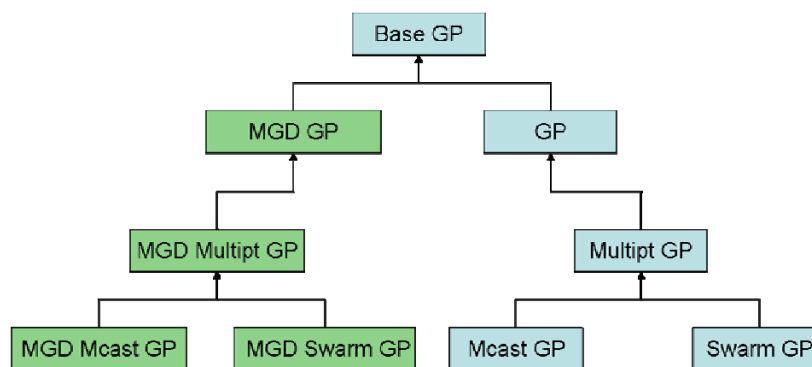 Base GP
MGD GP
GP
MGD Multipt GP
Multipt GP
MGD Mcast GP
MGD Swarm GP
Mcast GP
Swarm GP